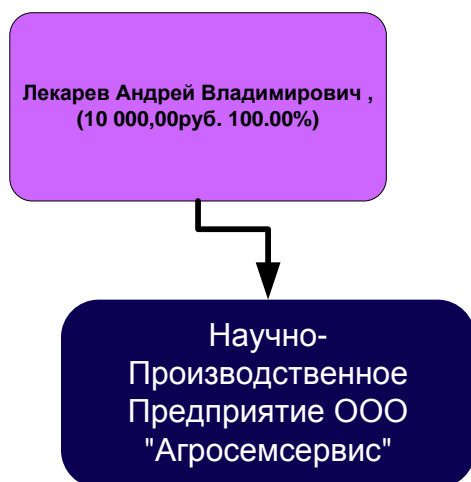 Лекарев Андрей Владимирович ,
(10 000,00руб. 100.00%)
Научно-
Производственное
Предприятие ООО
"Агросемсервис"